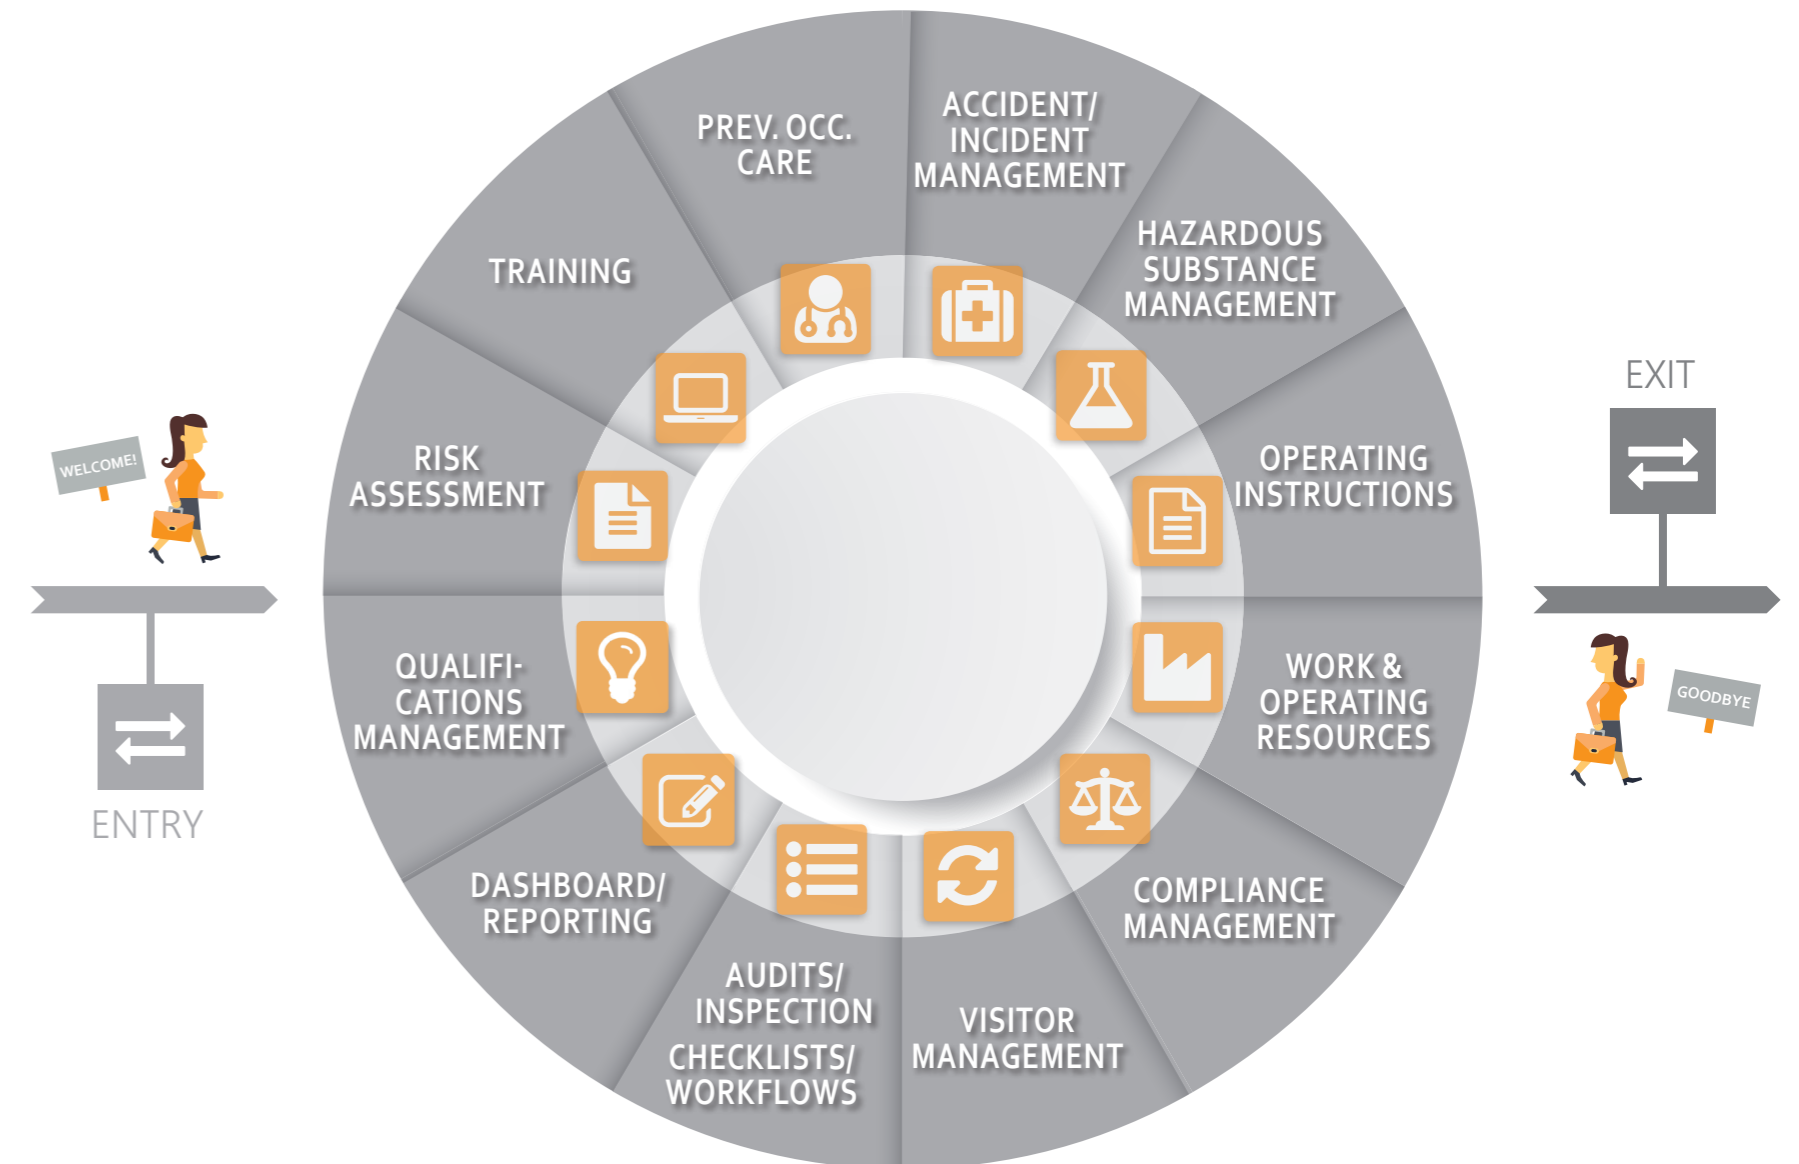 PREV. OCC.
CARE
ACCIDENT/
INCIDENT
MANAGEMENT
HAZARDOUS
SUBSTANCE
MANAGEMENT
OPERATING
INSTRUCTIONS
WORK &
OPERATING
RESOURCES
COMPLIANCE
MANAGEMENT
VISITOR
MANAGEMENT
AUDITS/
INSPECTION
CHECKLISTS/
WORKFLOWS
DASHBOARD/
REPORTING
QUALIFI-
CATIONS
MANAGEMENT
RISK
ASSESSMENT
TRAINING
WELCOME!
ENTRY
EXIT
GOODBYE